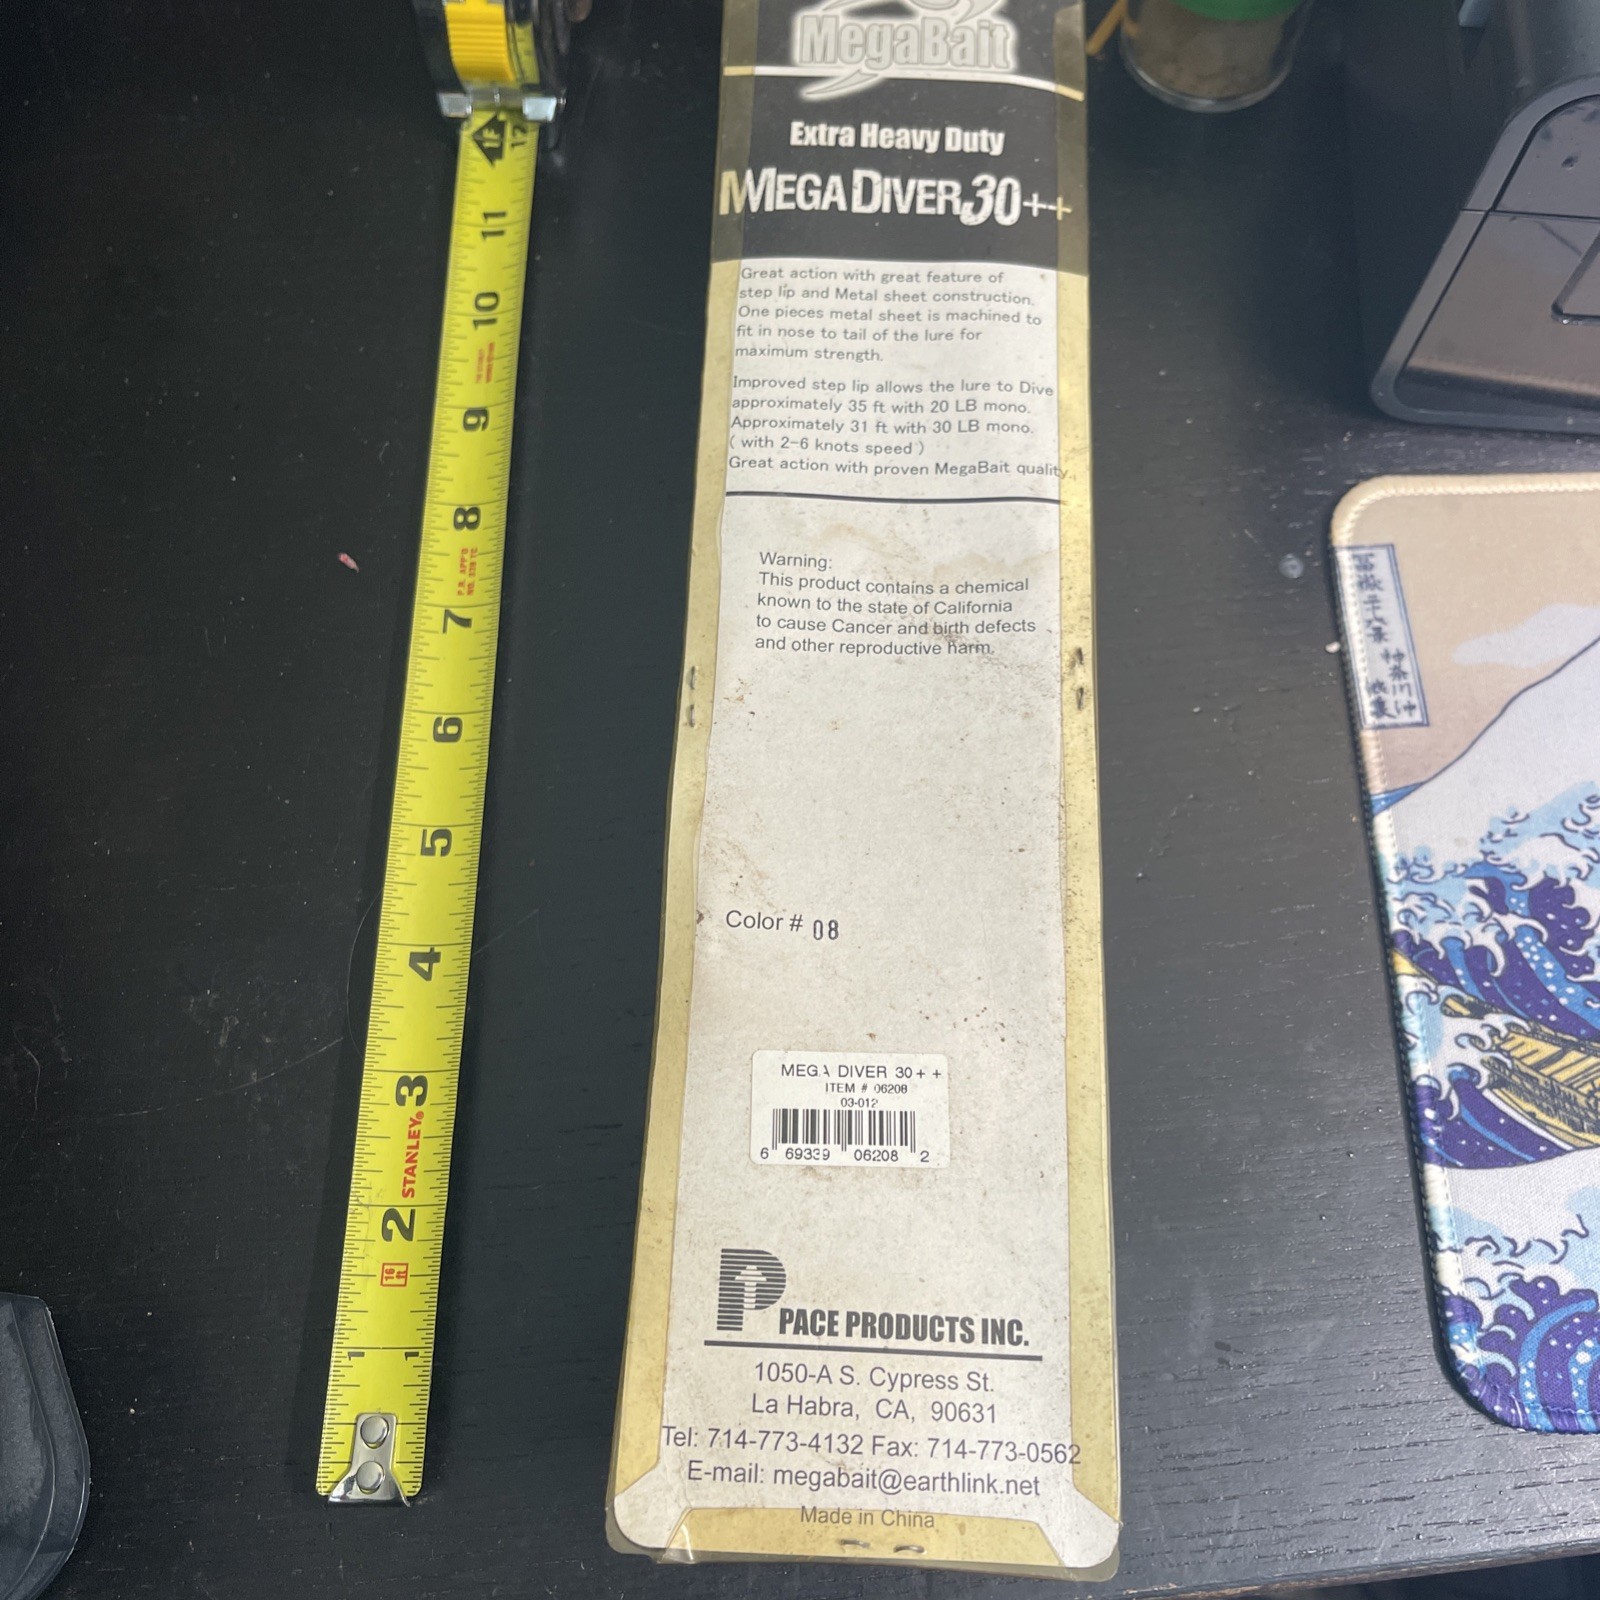 MegaBait
Extra Heavy Duty
MEGA DIVER 30++
Great action with great feature of
step lip and Metal sheet construction.
One pieces metal sheet is machined to
fit in nose to tail of the lure for
maximum strength.
Improved step lip allows the lure to Dive
approximately 35 ft with 20 LB mono.
Approximately 31 ft with 30 LB mono.
( with 2-6 knots speed )
Great action with proven MegaBait quality.
Warning:
This product contains a chemical
known to the state of California
to cause Cancer and birth defects
and other reproductive harm.
Color # 08
MEGA DIVER 30+ +
ITEM # 06208
03-012
6 69339 06208 2
P
PACE PRODUCTS INC.
1050-A S. Cypress St.
La Habra, CA, 90631
Tel: 714-773-4132 Fax: 714-773-0562
E-mail: megabait@earthlink.net
Made in China
1F
12
11
10
9
8
7
6
5
4
3
STANLEY®
2
16 ft
1 1